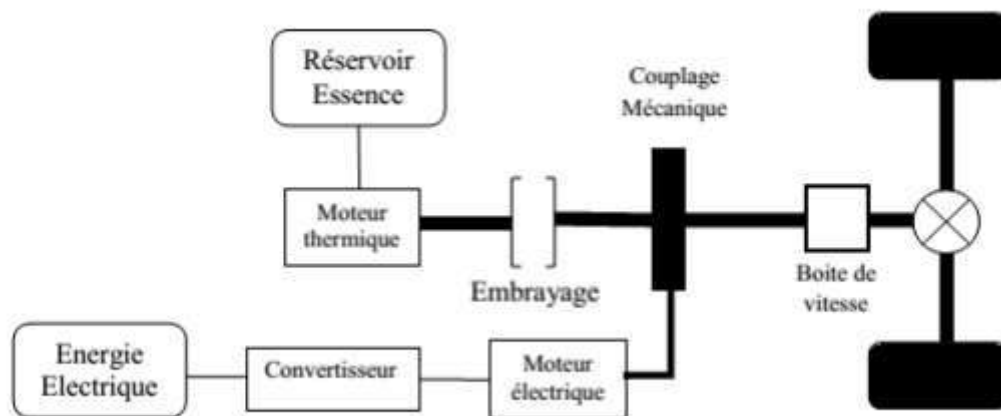 Réservoir
Essence
Couplage
Mécanique
Moteur
thermique
Embrayage
Boite de
vitesse
Energie
Electrique
Convertisseur
Moteur
électrique